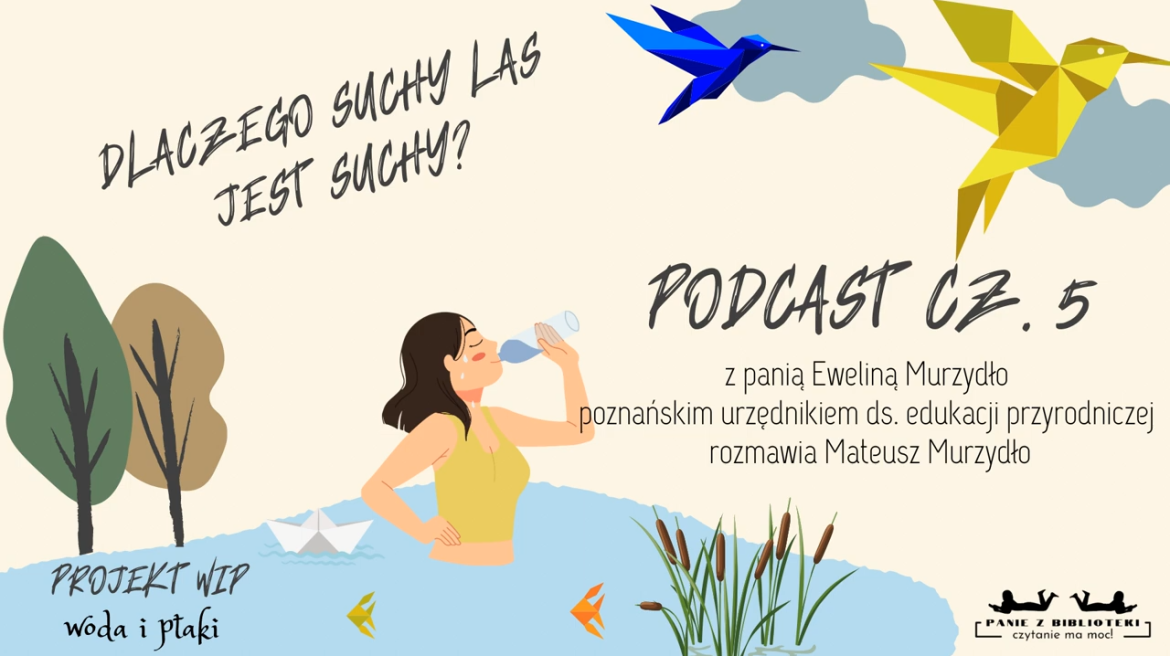 DLACZEGO SUCHY LAS
JEST SUCHY?
PODCAST CZ. 5
z panią Eweliną Murzydło
poznańskim urzędnikiem ds. edukacji przyrodniczej
rozmawia Mateusz Murzydło
PROJEKT WIP
woda i ptaki
PANIE Z BIBLIOTEKI
czytanie ma moc!